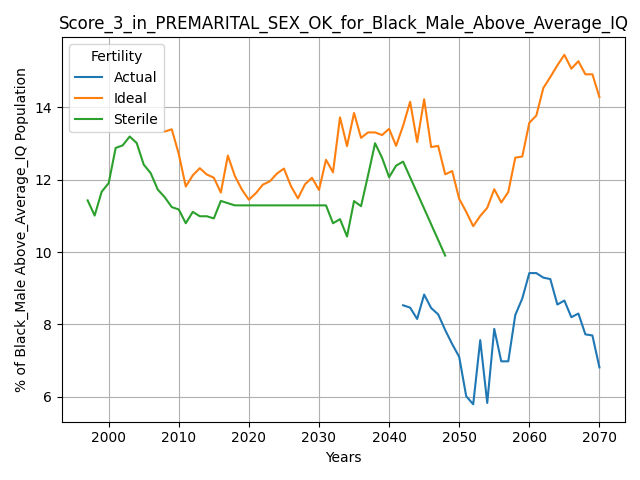 Score_3_in_PREMARITAL_SEX_OK_for_Black_Male_Above_Average_IQ
% of Black_Male Above_Average_IQ Population
Fertility
Actual
Ideal
Sterile
14
12
10
8
6
2000 2010 2020 2030 2040 2050 2060 2070
Years